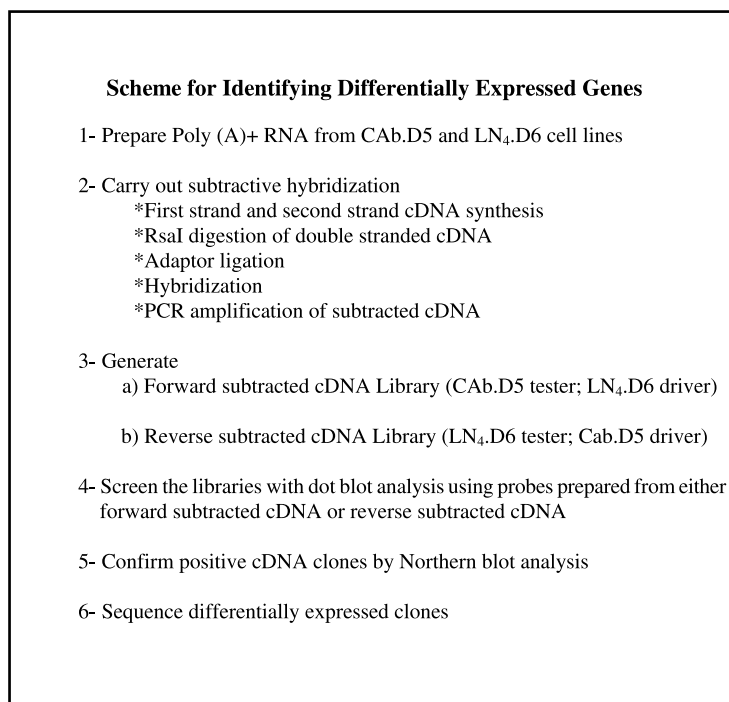 Scheme for Identifying Differentially Expressed Genes
1- Prepare Poly (A)+ RNA from CAb.D5 and LN₄.D6 cell lines
2- Carry out subtractive hybridization
*First strand and second strand cDNA synthesis
*RsaI digestion of double stranded cDNA
*Adaptor ligation
*Hybridization
*PCR amplification of subtracted cDNA
3- Generate
a) Forward subtracted cDNA Library (CAb.D5 tester; LN₄.D6 driver)
b) Reverse subtracted cDNA Library (LN₄.D6 tester; Cab.D5 driver)
4- Screen the libraries with dot blot analysis using probes prepared from either
forward subtracted cDNA or reverse subtracted cDNA
5- Confirm positive cDNA clones by Northern blot analysis
6- Sequence differentially expressed clones